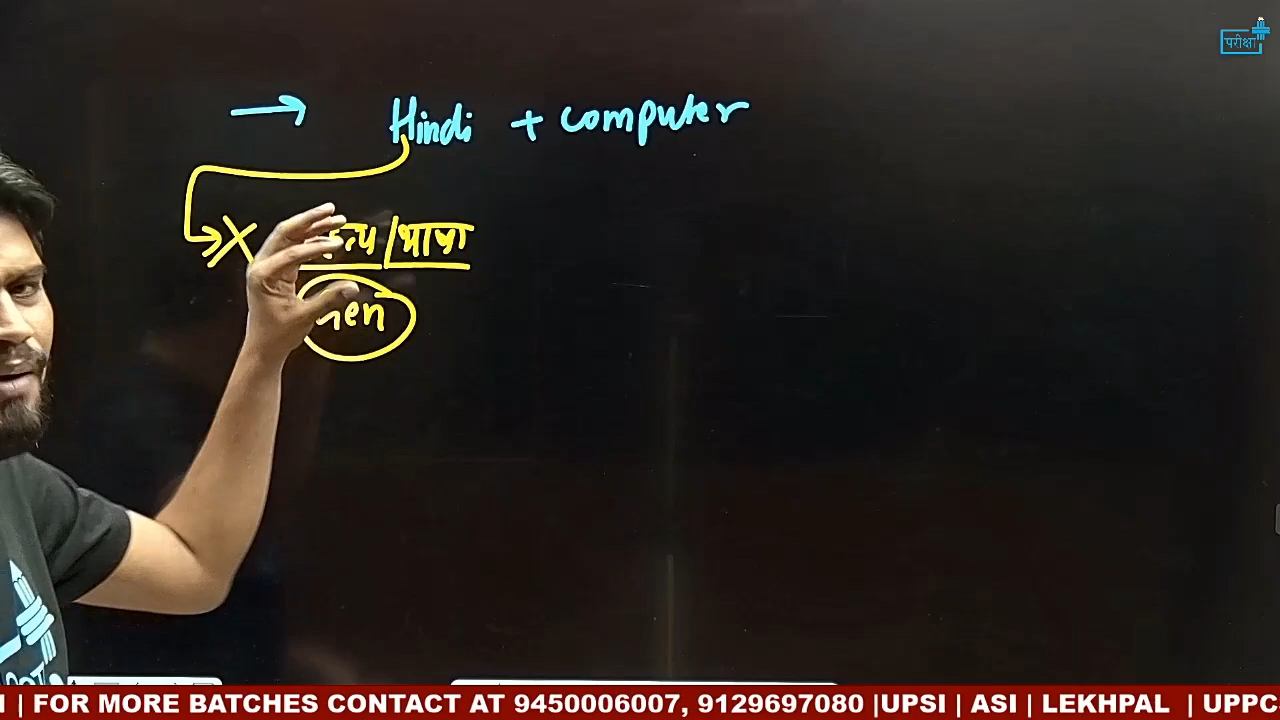 परीक्षा
→ Hindi + computer
→ X /भाषा
| FOR MORE BATCHES CONTACT AT 9450006007, 9129697080 |UPSI | ASI | LEKHPAL | UPPC